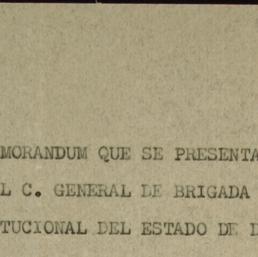 MORANDUM QUE SE PRESENTA
L C. GENERAL DE BRIGADA
TUCIONAL DEL ESTADO DE D